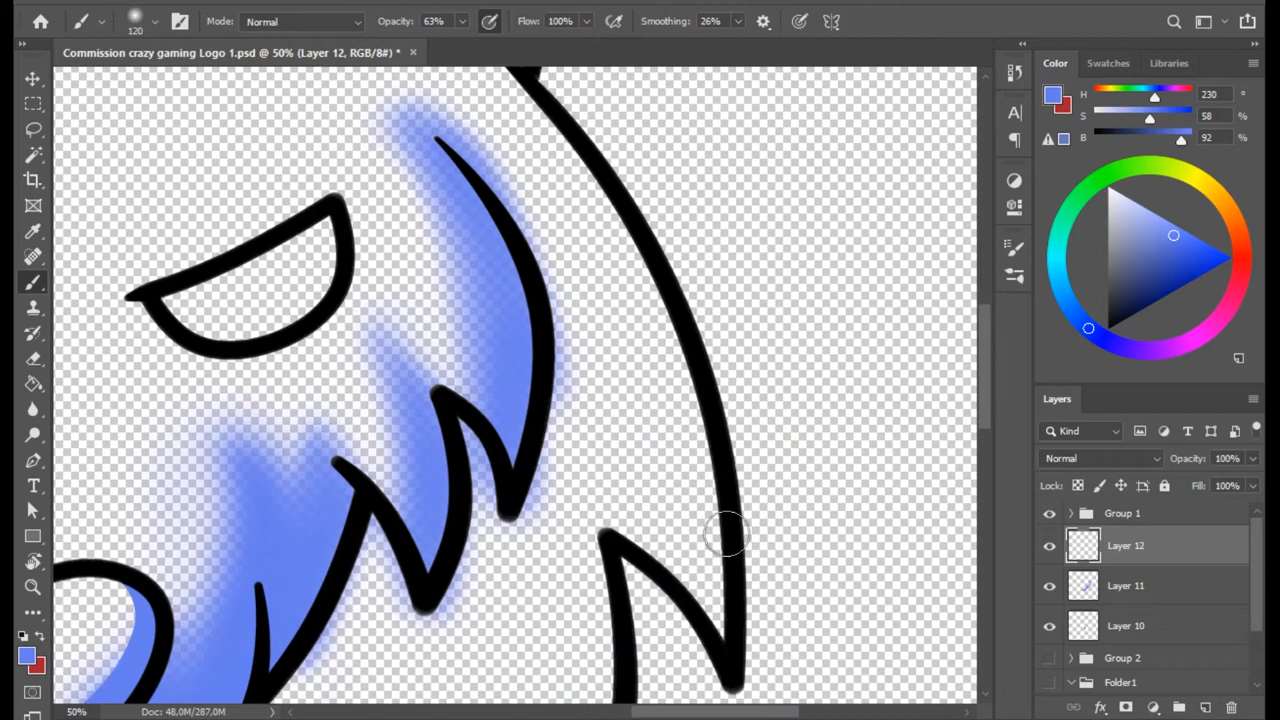 Mode: Normal Opacity: 63% Flow: 100% Smoothing: 26%
120
Commission crazy gaming Logo 1.psd @ 50% (Layer 12, RGB/8#) * ×
Color Swatches Libraries
H 230 °
S 58 %
B 92 %
Layers
Kind
Normal Opacity: 100%
Lock: Fill: 100%
Group 1
Layer 12
Layer 11
Layer 10
Group 2
Folder1
50% Doc: 48,0M/287,0M